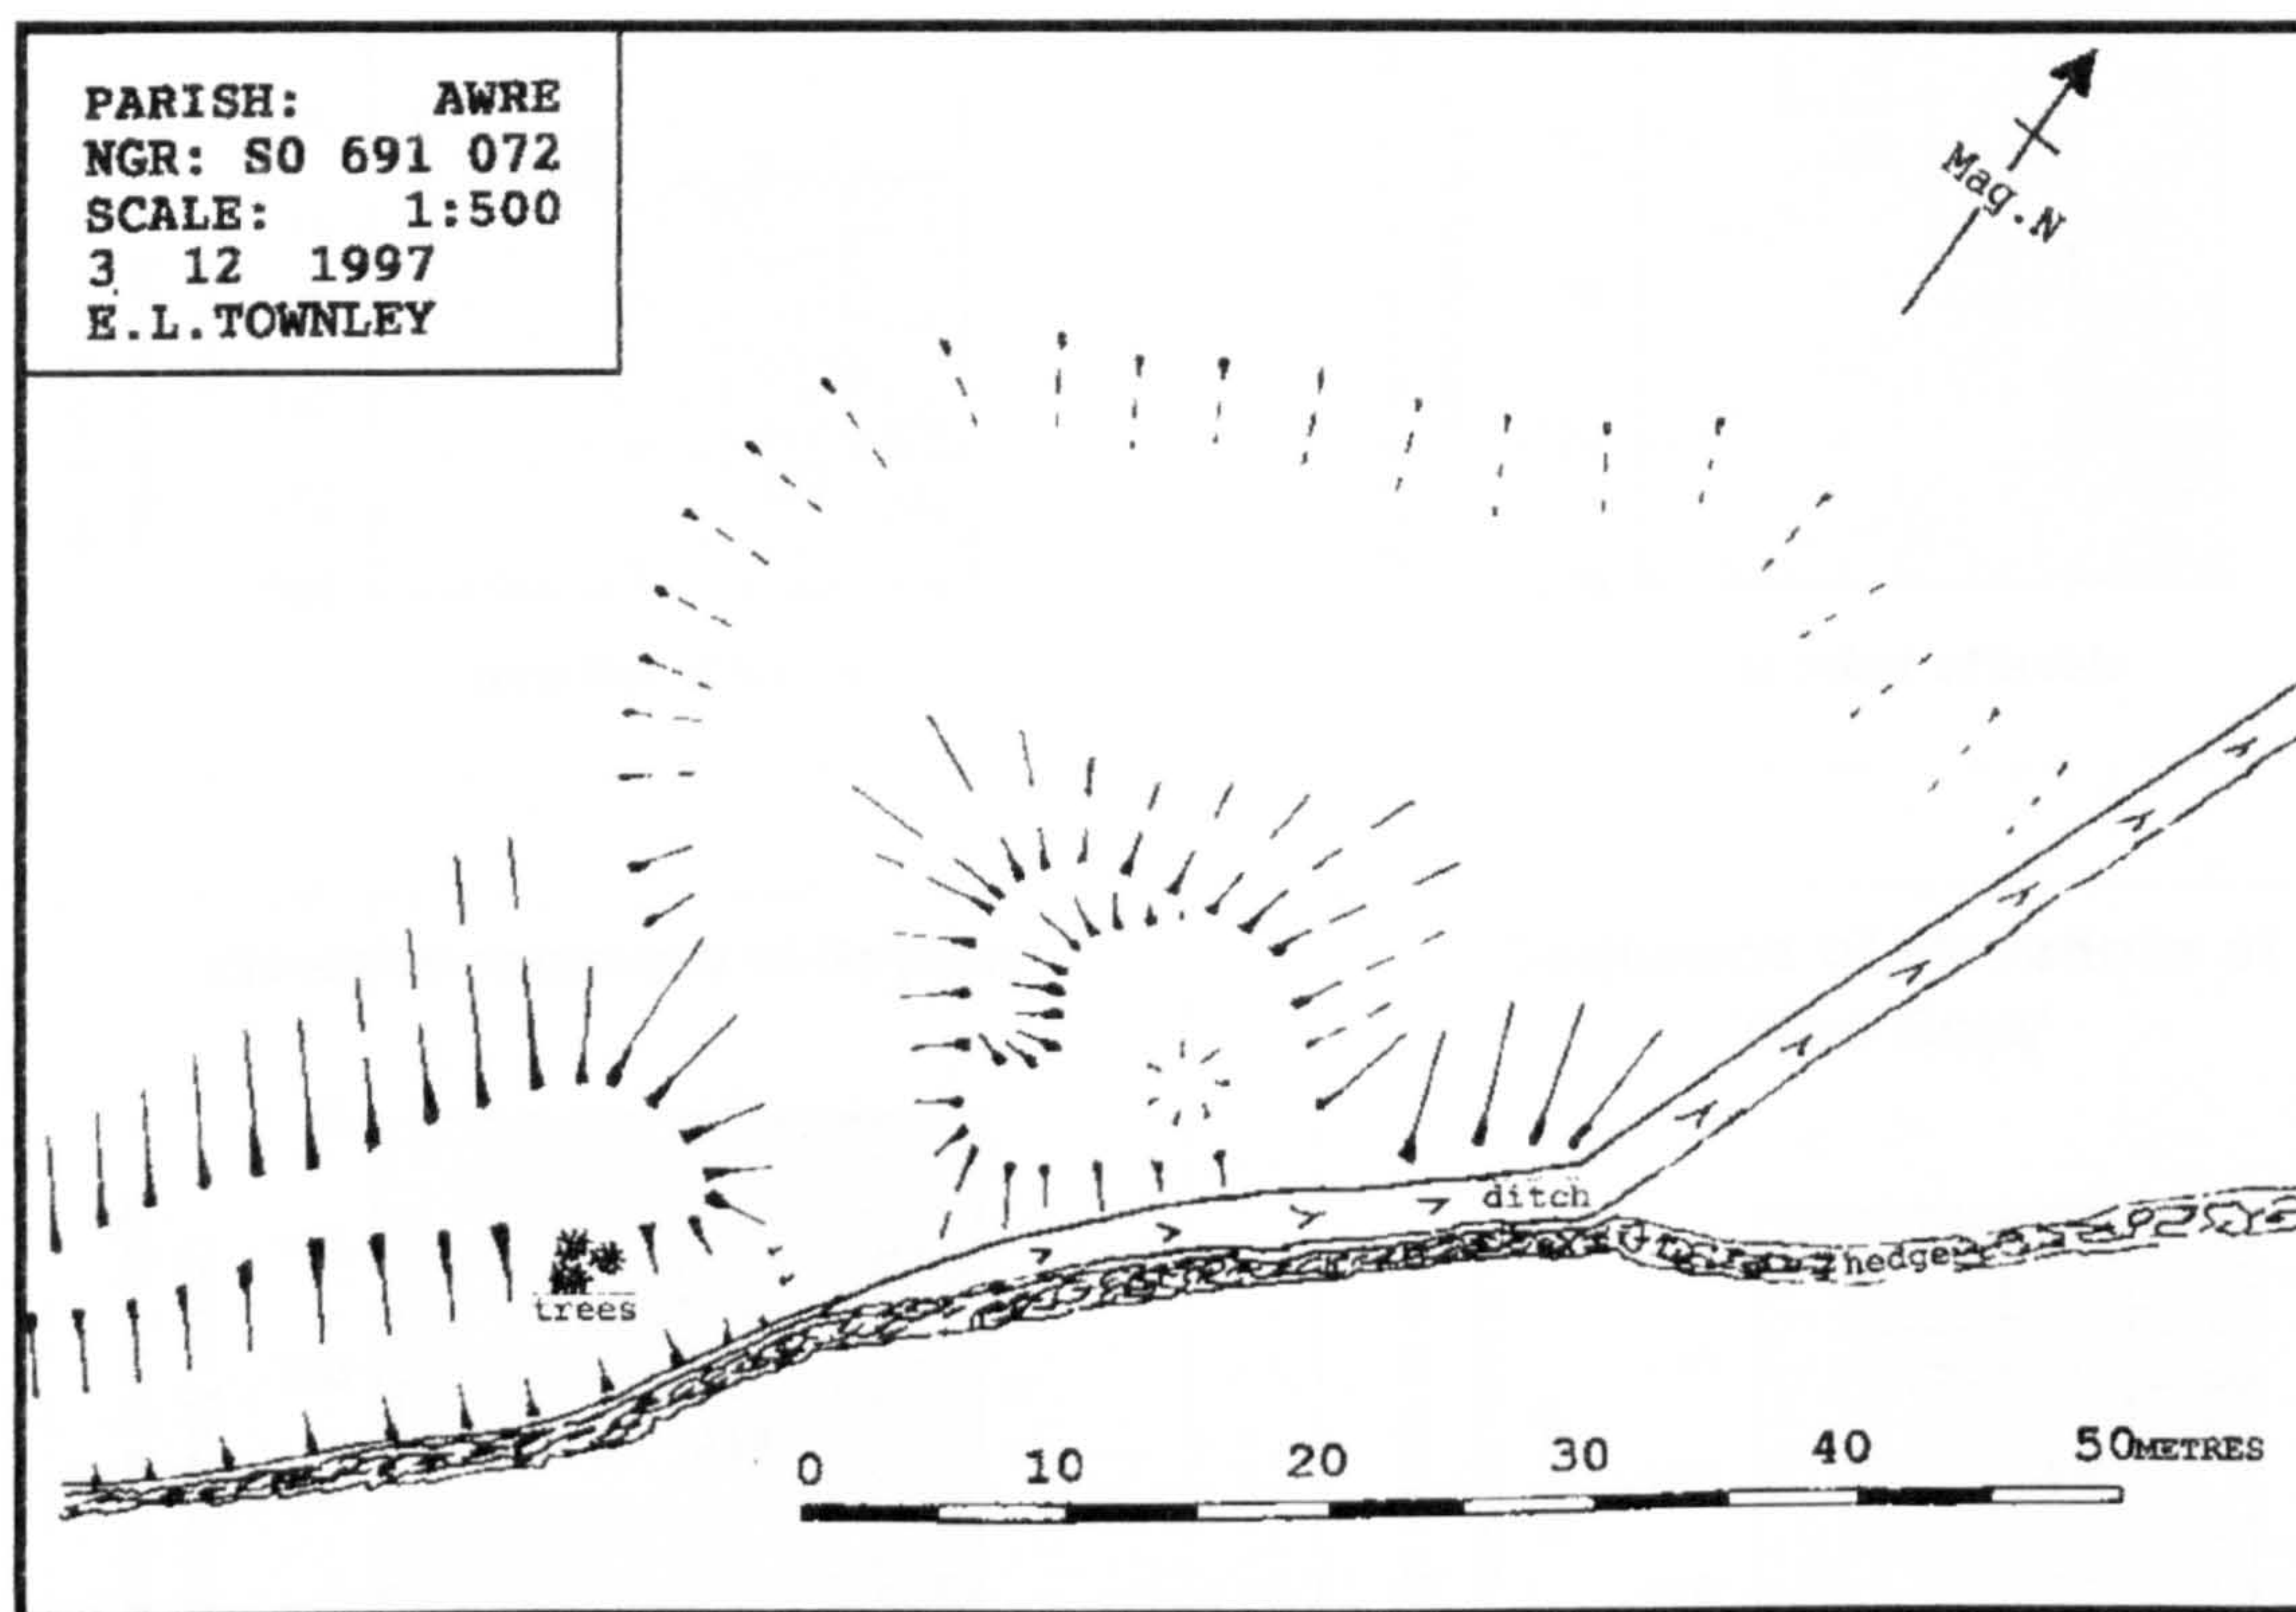 PARISH: AWRE
NGR: SO 691 072
SCALE: 1:500
3 12 1997
E.L.TOWNLEY
Mag.N
ditch
hedge
trees
0 10 20 30 40 50METRES